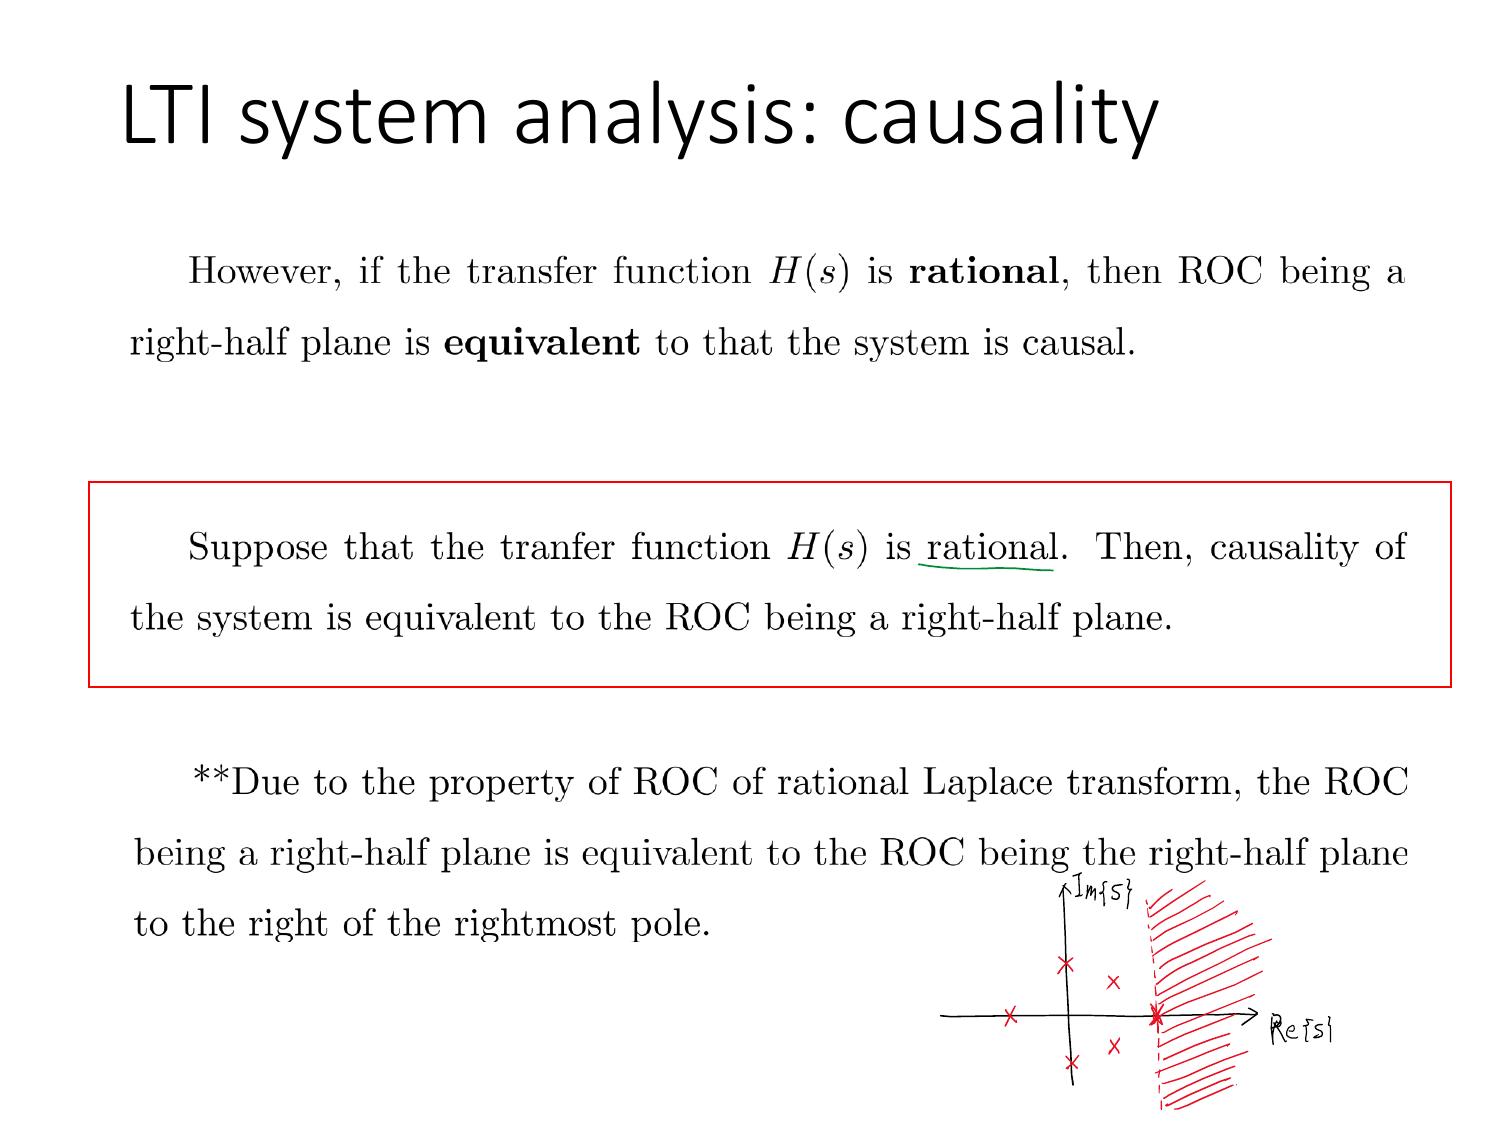 LTI system analysis: causality
However, if the transfer function H(s) is rational, then ROC being a
right-half plane is equivalent to that the system is causal.
Suppose that the tranfer function H(s) is rational. Then, causality of
the system is equivalent to the ROC being a right-half plane.
**Due to the property of ROC of rational Laplace transform, the ROC
being a right-half plane is equivalent to the ROC being the right-half plane
to the right of the rightmost pole.
Im{s}
Re{s}